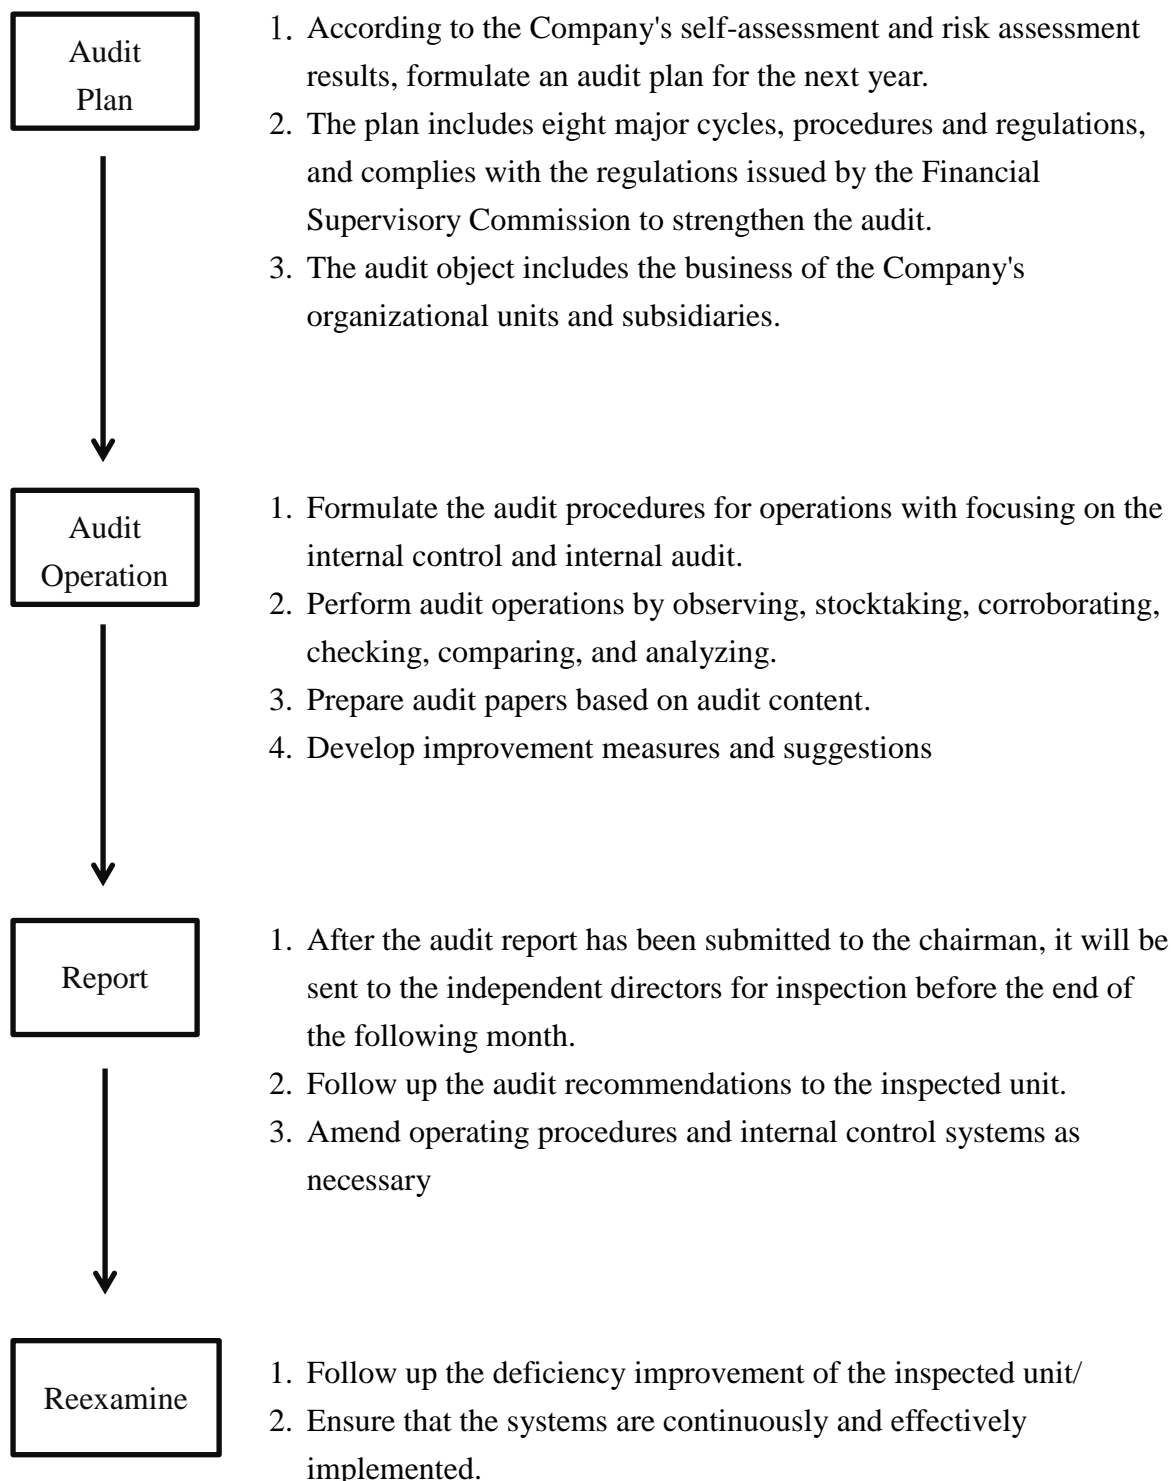 Audit
Plan
1. According to the Company's self-assessment and risk assessment
results, formulate an audit plan for the next year.
2. The plan includes eight major cycles, procedures and regulations,
and complies with the regulations issued by the Financial
Supervisory Commission to strengthen the audit.
3. The audit object includes the business of the Company's
organizational units and subsidiaries.
Audit
Operation
1. Formulate the audit procedures for operations with focusing on the
internal control and internal audit.
2. Perform audit operations by observing, stocktaking, corroborating,
checking, comparing, and analyzing.
3. Prepare audit papers based on audit content.
4. Develop improvement measures and suggestions
Report
1. After the audit report has been submitted to the chairman, it will be
sent to the independent directors for inspection before the end of
the following month.
2. Follow up the audit recommendations to the inspected unit.
3. Amend operating procedures and internal control systems as
necessary
Reexamine
1. Follow up the deficiency improvement of the inspected unit/
2. Ensure that the systems are continuously and effectively
implemented.